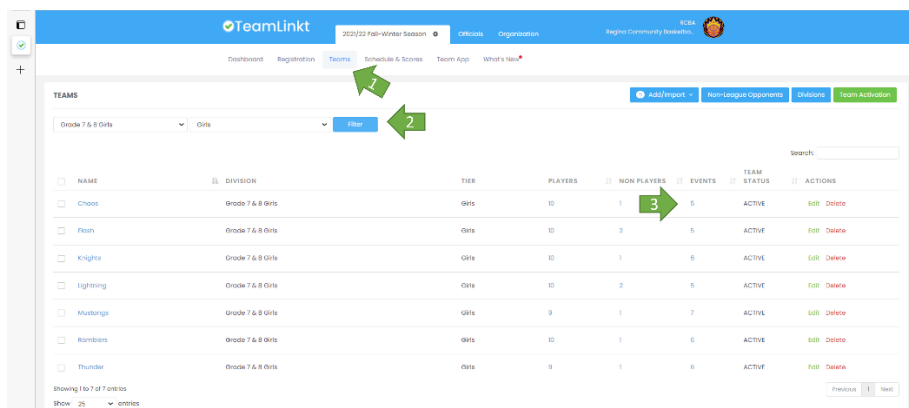 TeamLinkt
2021/22 Fall-Winter Season Officials Organization
RCBA
Regina Community Basketba...
Dashboard Registration Teams Schedule & Scores Team App What's New
1
TEAMS
Add/Import Non-League Opponents Divisions Team Activation
Grade 7 & 8 Girls Girls Filter 2
Search:
NAME DIVISION TIER PLAYERS NON PLAYERS EVENTS TEAM STATUS ACTIONS
Chaos Grade 7 & 8 Girls Girls 10 1 3 5 ACTIVE Edit Delete
Flash Grade 7 & 8 Girls Girls 10 2 5 ACTIVE Edit Delete
Knights Grade 7 & 8 Girls Girls 10 1 6 ACTIVE Edit Delete
Lightning Grade 7 & 8 Girls Girls 10 2 5 ACTIVE Edit Delete
Mustangs Grade 7 & 8 Girls Girls 9 1 7 ACTIVE Edit Delete
Ramblers Grade 7 & 8 Girls Girls 10 1 6 ACTIVE Edit Delete
Thunder Grade 7 & 8 Girls Girls 9 1 6 ACTIVE Edit Delete
Showing 1 to 7 of 7 entries
Previous 1 Next
Show 25 entries